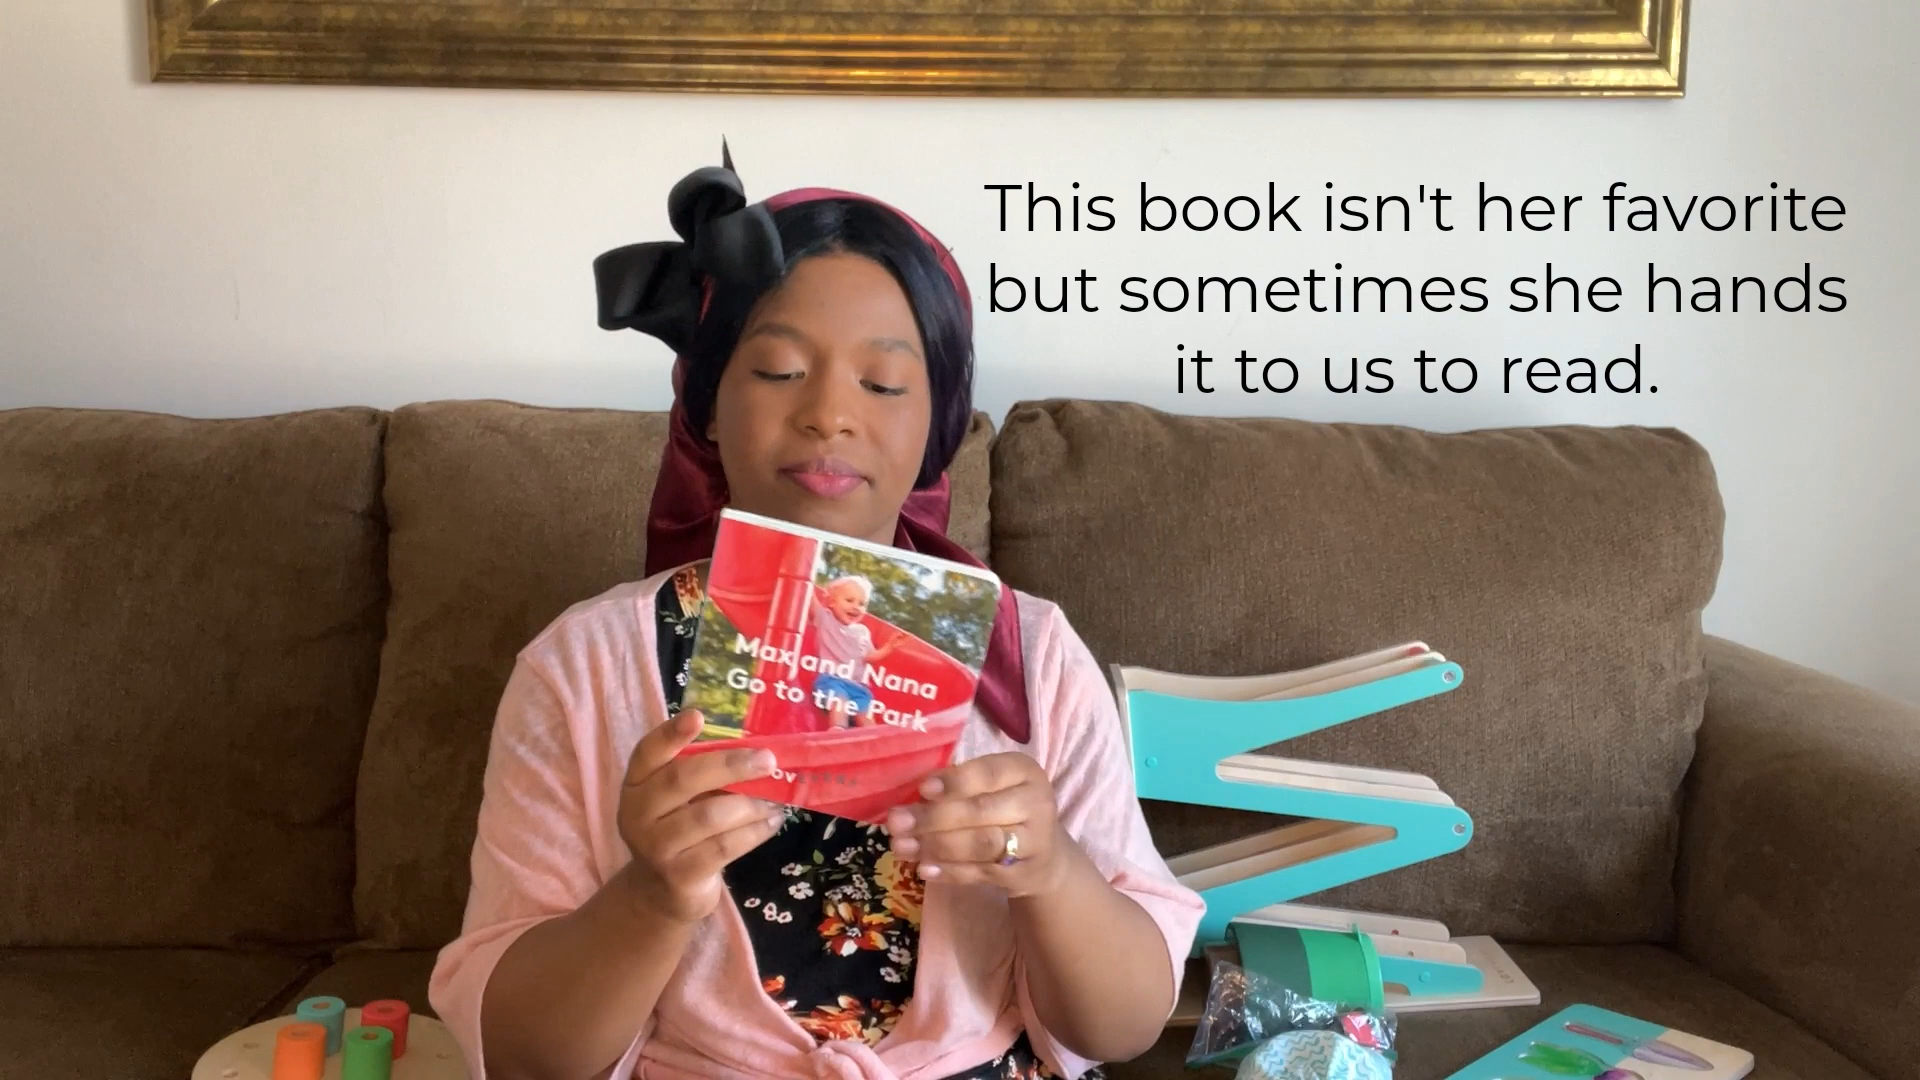 This book isn't her favorite
but sometimes she hands
it to us to read.
Max and Nana
Go to the Park